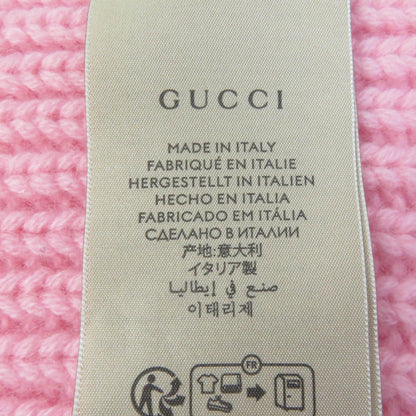 GUCCI
MADE IN ITALY
FABRIQUÉ EN ITALIE
HERGESTELLT IN ITALIEN
HECHO EN ITALIA
FABRICADO EM ITÁLIA
СДЕЛАНО В ИТАЛИИ
产地:意大利
イタリア製
صنع في إيطاليا
이태리제
FR